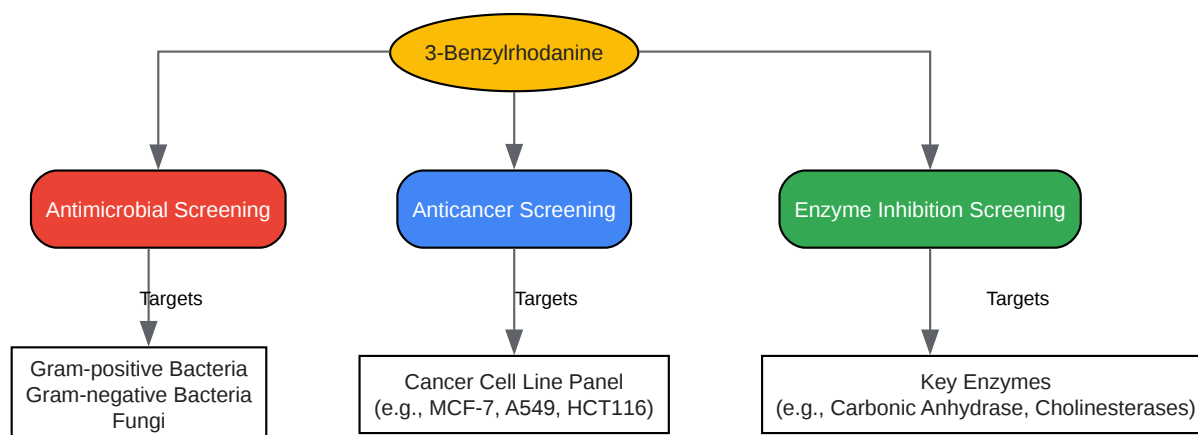 3-Benzylrhodanine
Antimicrobial Screening
Anticancer Screening
Enzyme Inhibition Screening
Targets
Targets
Targets
Gram-positive Bacteria
Gram-negative Bacteria
Fungi
Cancer Cell Line Panel
(e.g., MCF-7, A549, HCT116)
Key Enzymes
(e.g., Carbonic Anhydrase, Cholinesterases)